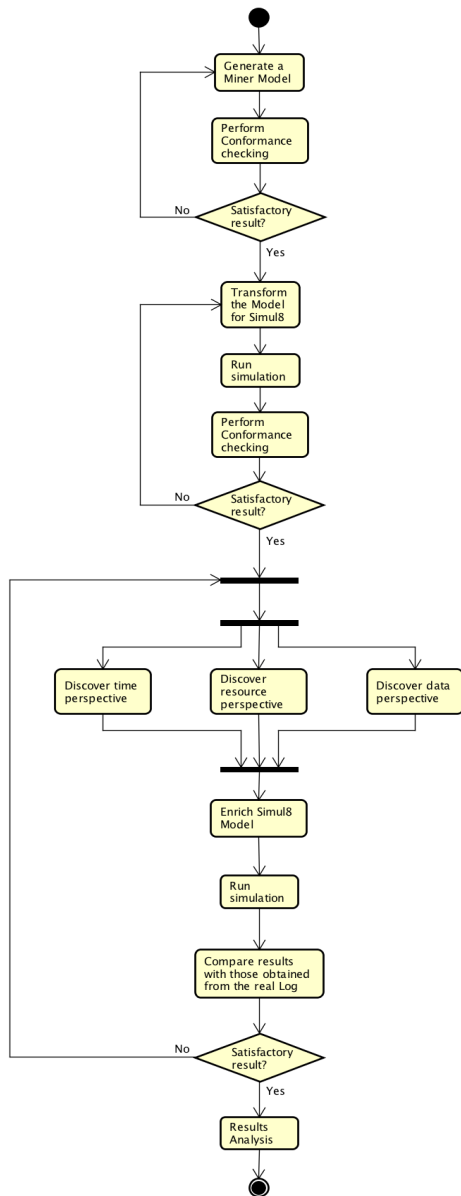 Generate a
Miner Model
Perform
Conformance
checking
Satisfactory
result?
No
Yes
Transform
the Model
for Simul8
Run
simulation
Perform
Conformance
checking
Satisfactory
result?
No
Yes
Discover time
perspective
Discover
resource
perspective
Discover data
perspective
Enrich Simul8
Model
Run
simulation
Compare results
with those obtained
from the real Log
Satisfactory
result?
No
Yes
Results
Analysis